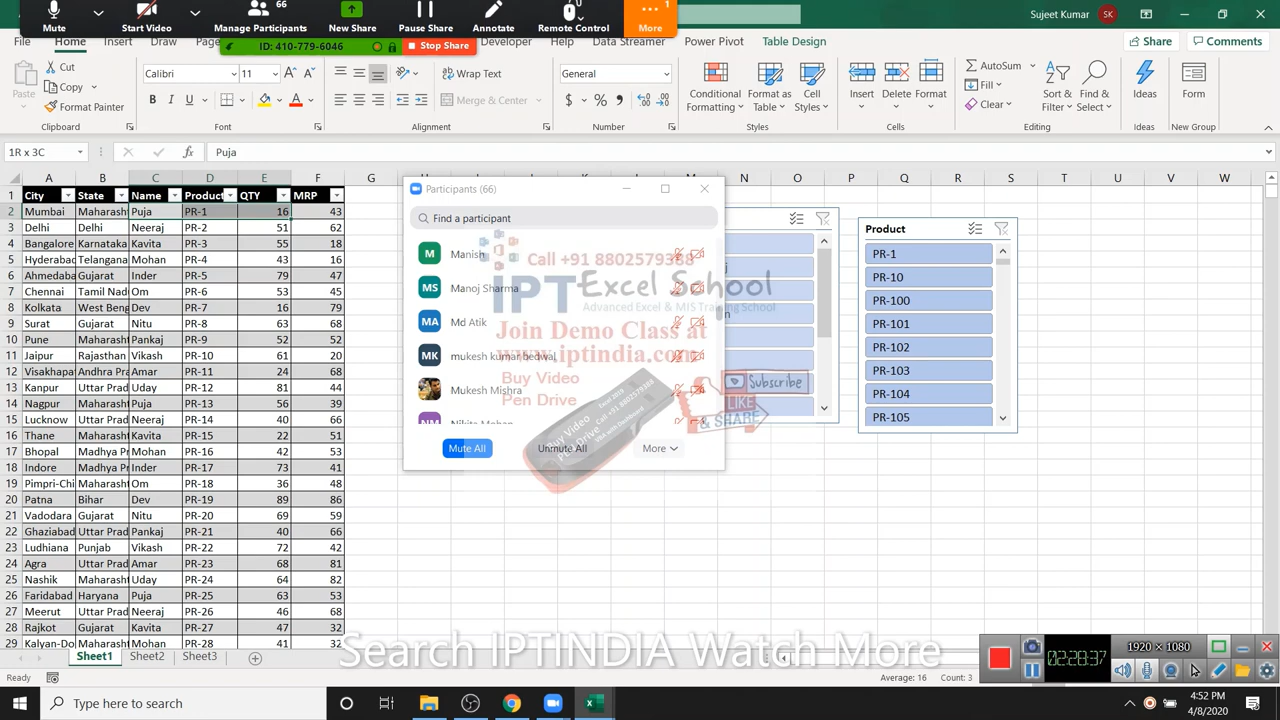 66
1
Mute
Start Video
Manage Participants
New Share
Pause Share
Annotate
Remote Control
More
Sujeet Kumar
SK
ID: 410-779-6046
Stop Share
File
Home
Insert
Draw
Developer
Help
Data Streamer
Power Pivot
Table Design
Share
Comments
Paste
Cut
Copy
Format Painter
Calibri
11
B I U
Wrap Text
Merge & Center
General
$ % ,
Conditional Formatting
Format as Table
Cell Styles
Insert
Delete
Format
AutoSum
Fill
Clear
Sort & Filter
Find & Select
Ideas
Form
Clipboard
Font
Alignment
Number
Styles
Cells
Editing
Ideas
New Group
1R x 3C
fx
Puja
A B C D E F G H M N O P Q R S T U V W
1 City State Name Product QTY MRP
2 Mumbai Maharasht Puja PR-1 16 43
3 Delhi Delhi Neeraj PR-2 51 62
4 Bangalore Karnataka Kavita PR-3 55 18
5 Hyderabad Telangana Mohan PR-4 43 16
6 Ahmedaba Gujarat Inder PR-5 79 47
7 Chennai Tamil Nadu Om PR-6 53 45
8 Kolkata West Beng Dev PR-7 16 79
9 Surat Gujarat Nitu PR-8 63 68
10 Pune Maharasht Pankaj PR-9 52 52
11 Jaipur Rajasthan Vikash PR-10 61 20
12 Visakhapa Andhra Pra Amar PR-11 24 68
13 Kanpur Uttar Prad Uday PR-12 81 44
14 Nagpur Maharasht Puja PR-13 56 39
15 Lucknow Uttar Prad Neeraj PR-14 67 68
16 Thane Maharasht Kavita PR-15 22 51
17 Bhopal Madhya Pr Mohan PR-16 42 53
18 Indore Madhya Pr Inder PR-17 73 41
19 Pimpri-Chi Maharasht Om PR-18 36 48
20 Patna Bihar Dev PR-19 89 86
21 Vadodara Gujarat Nitu PR-20 69 59
22 Ghaziabad Uttar Prad Pankaj PR-21 40 66
23 Ludhiana Punjab Vikash PR-22 72 42
24 Agra Uttar Prad Amar PR-23 68 81
25 Nashik Maharasht Uday PR-24 64 82
26 Faridabad Haryana Puja PR-25 63 53
27 Meerut Uttar Prad Neeraj PR-26 46 68
28 Rajkot Gujarat Kavita PR-27 47 32
29 Kalyan-Do Maharasht Mohan PR-28 41 32
Participants (66)
Find a participant
M Manish
MS Manoj Sharma
MA Md Atik
MK mukesh kumar bedwal
Mukesh Mishra
NM Nikita Mohan
Mute All
Unmute All
More
Call +91 8802579388
IPT Excel School
Advanced Excel & MIS Training School
Join Demo Class at
www.iptindia.com
Buy Video
Pen Drive
Subscribe
LIKE
& SHARE
Product
PR-1
PR-10
PR-100
PR-101
PR-102
PR-103
PR-104
PR-105
Search IPTINDIA Watch More
Sheet1
Sheet2
Sheet3
1920 × 1080
02:28:37
Ready
Average: 16
Count: 3
Type here to search
4:52 PM
4/8/2020